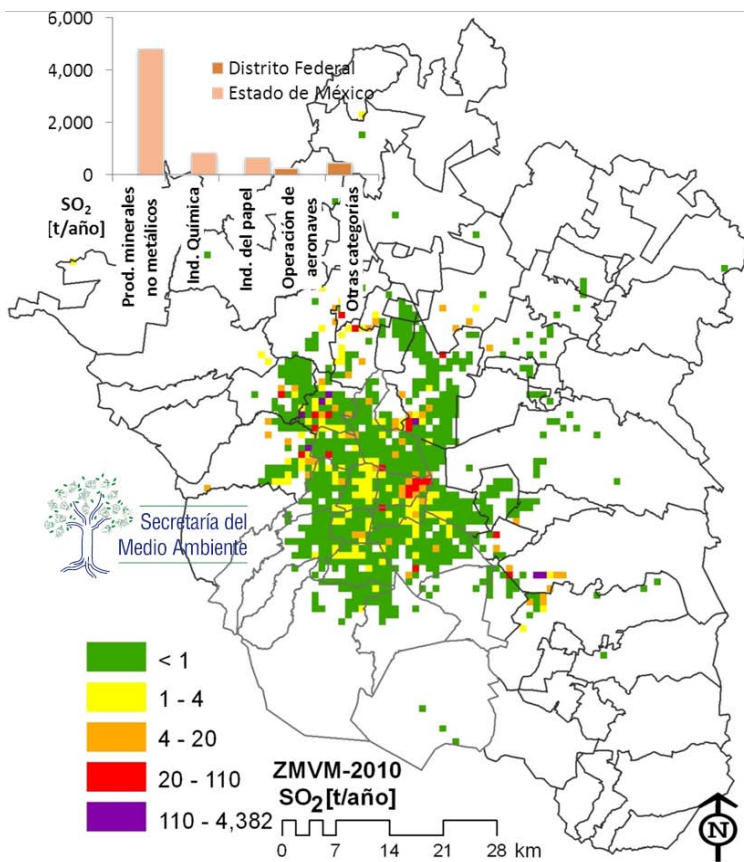 6,000
4,000
2,000
0
SO₂
[t/año]
Distrito Federal
Estado de México
Prod. minerales
no metálicos
Ind. Química
Ind. del papel
Operación de
aeronaves
Otras categorías
Secretaría del
Medio Ambiente
< 1
1 - 4
4 - 20
20 - 110
110 - 4,382
ZMVM-2010
SO₂[t/año]
0 7 14 21 28 km
N